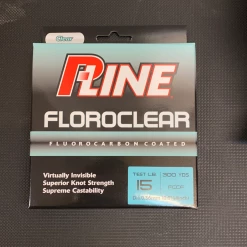 Clear
P-LINE
FLOROCLEAR
FLUOROCARBON COATED
Virtually Invisible
Superior Knot Strength
Supreme Castability
TEST LB
300 YDS
15